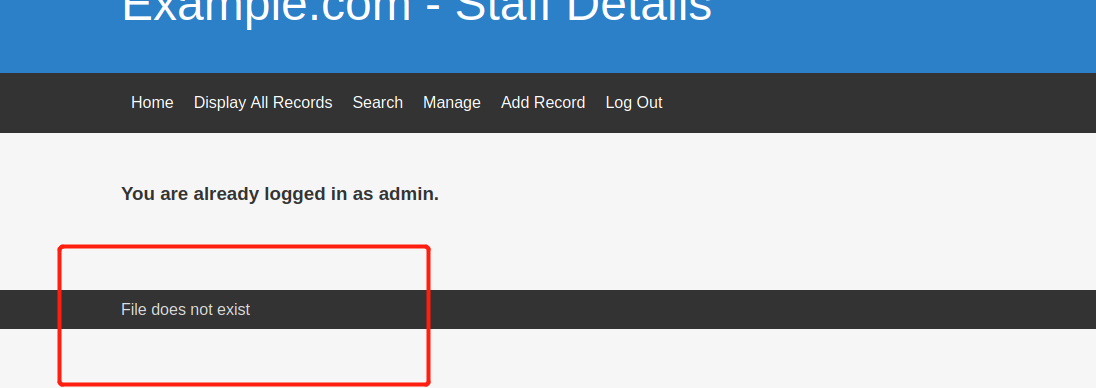 Example.com - Staff Details
Home Display All Records Search Manage Add Record Log Out
You are already logged in as admin.
File does not exist